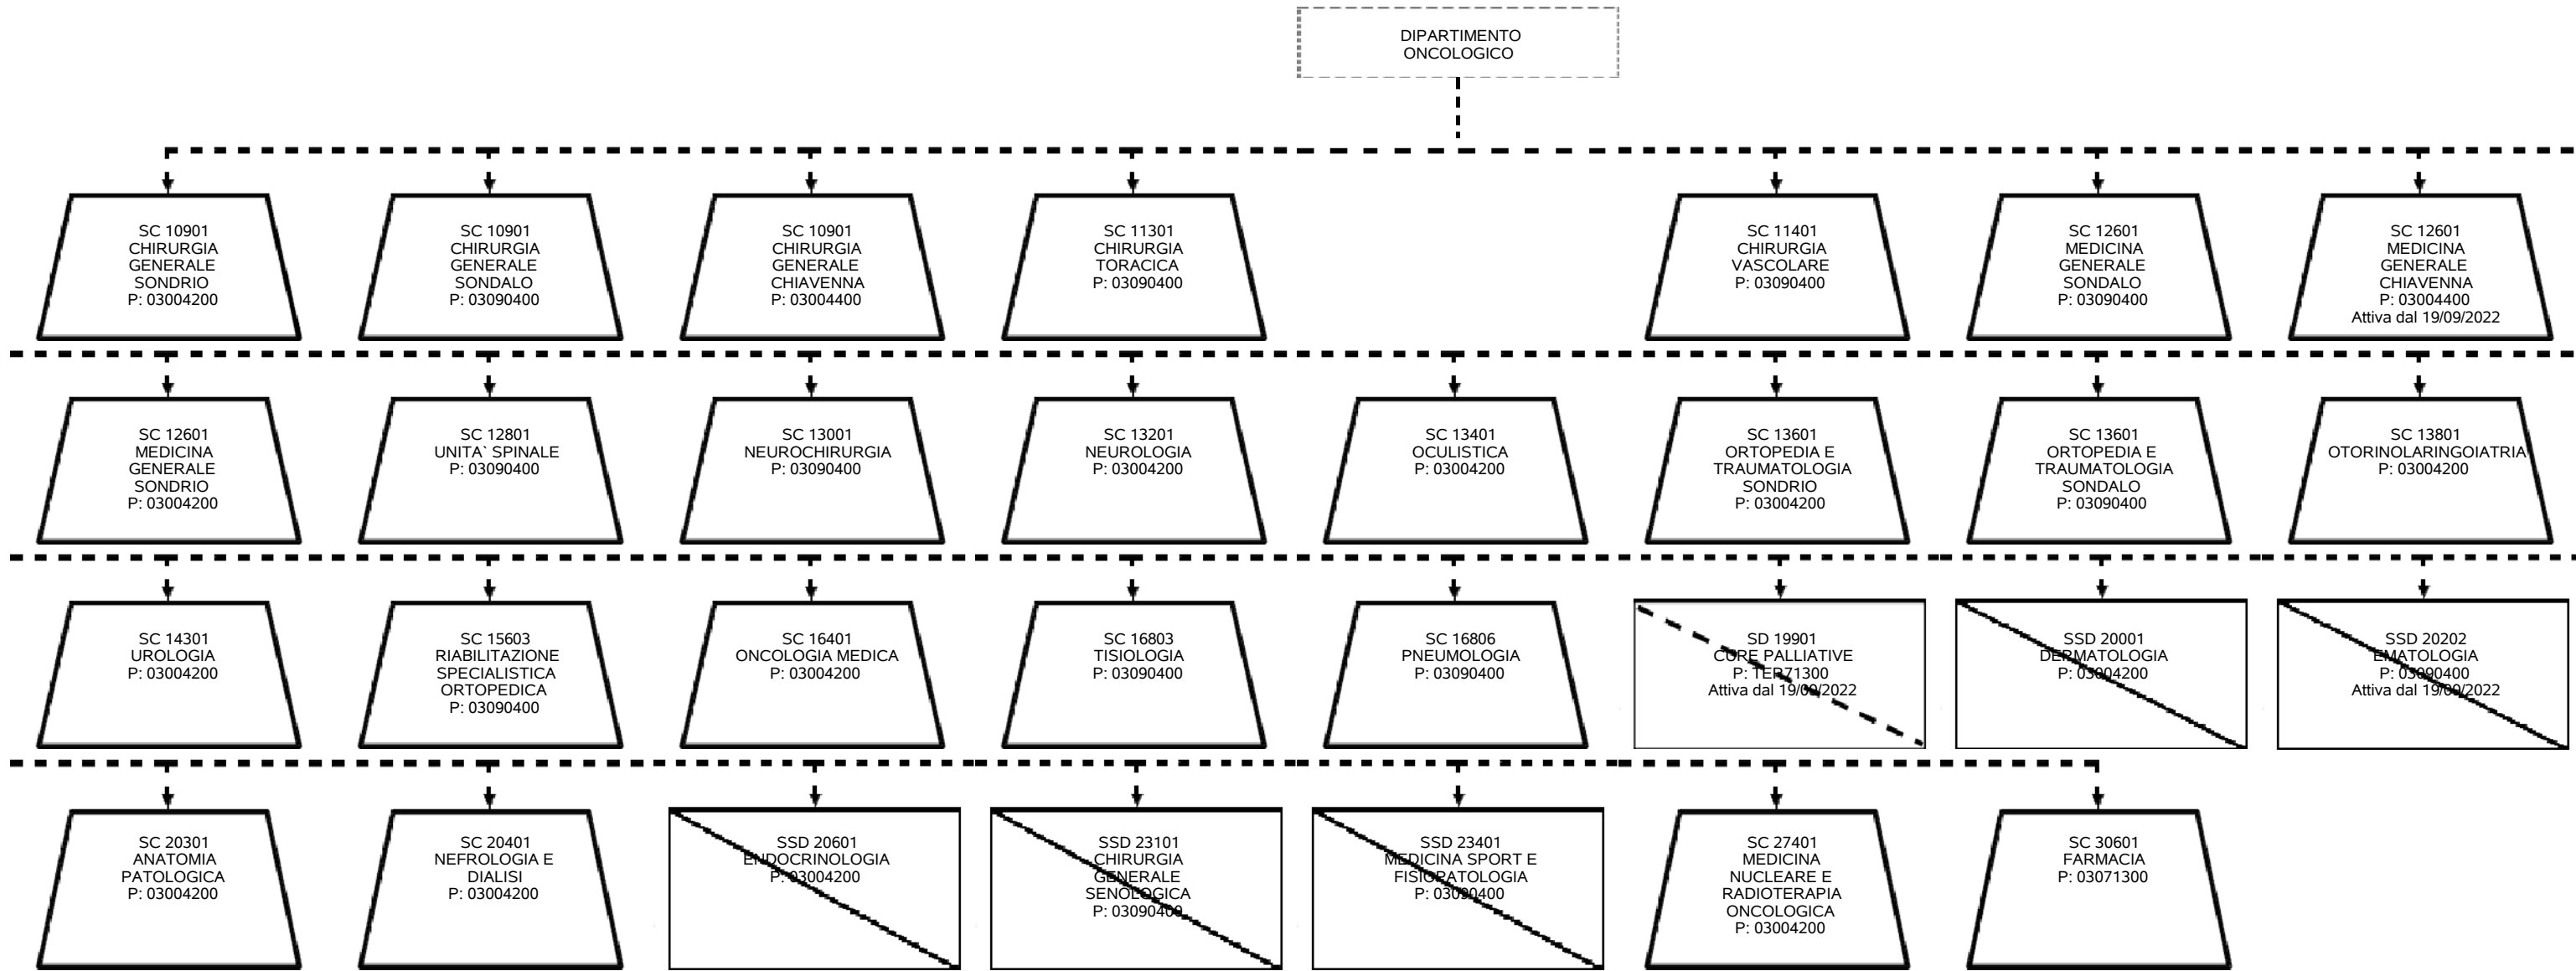 DIPARTIMENTO
ONCOLOGICO
SC 10901
CHIRURGIA
GENERALE
SONDRIO
P: 03004200
SC 10901
CHIRURGIA
GENERALE
SONDALO
P: 03090400
SC 10901
CHIRURGIA
GENERALE
CHIAVENNA
P: 03004400
SC 11301
CHIRURGIA
TORACICA
P: 03090400
SC 11401
CHIRURGIA
VASCOLARE
P: 03090400
SC 12601
MEDICINA
GENERALE
SONDALO
P: 03090400
SC 12601
MEDICINA
GENERALE
CHIAVENNA
P: 03004400
Attiva dal 19/09/2022
SC 12601
MEDICINA
GENERALE
SONDRIO
P: 03004200
SC 12801
UNITA` SPINALE
P: 03090400
SC 13001
NEUROCHIRURGIA
P: 03090400
SC 13201
NEUROLOGIA
P: 03004200
SC 13401
OCULISTICA
P: 03004200
SC 13601
ORTOPEDIA E
TRAUMATOLOGIA
SONDRIO
P: 03004200
SC 13601
ORTOPEDIA E
TRAUMATOLOGIA
SONDALO
P: 03090400
SC 13801
OTORINOLARINGOIATRIA
P: 03004200
SC 14301
UROLOGIA
P: 03004200
SC 15603
RIABILITAZIONE
SPECIALISTICA
ORTOPEDICA
P: 03090400
SC 16401
ONCOLOGIA MEDICA
P: 03004200
SC 16803
TISIOLOGIA
P: 03090400
SC 16806
PNEUMOLOGIA
P: 03090400
SD 19901
CURE PALLIATIVE
P: TER71300
Attiva dal 19/09/2022
SSD 20001
DERMATOLOGIA
P: 03004200
SSD 20202
EMATOLOGIA
P: 03090400
Attiva dal 19/09/2022
SC 20301
ANATOMIA
PATOLOGICA
P: 03004200
SC 20401
NEFROLOGIA E
DIALISI
P: 03004200
SSD 20601
ENDOCRINOLOGIA
P: 03004200
SSD 23101
CHIRURGIA
GENERALE
SENOLOGICA
P: 03090400
SSD 23401
MEDICINA SPORT E
FISIOPATOLOGIA
P: 03090400
SC 27401
MEDICINA
NUCLEARE E
RADIOTERAPIA
ONCOLOGICA
P: 03004200
SC 30601
FARMACIA
P: 03071300